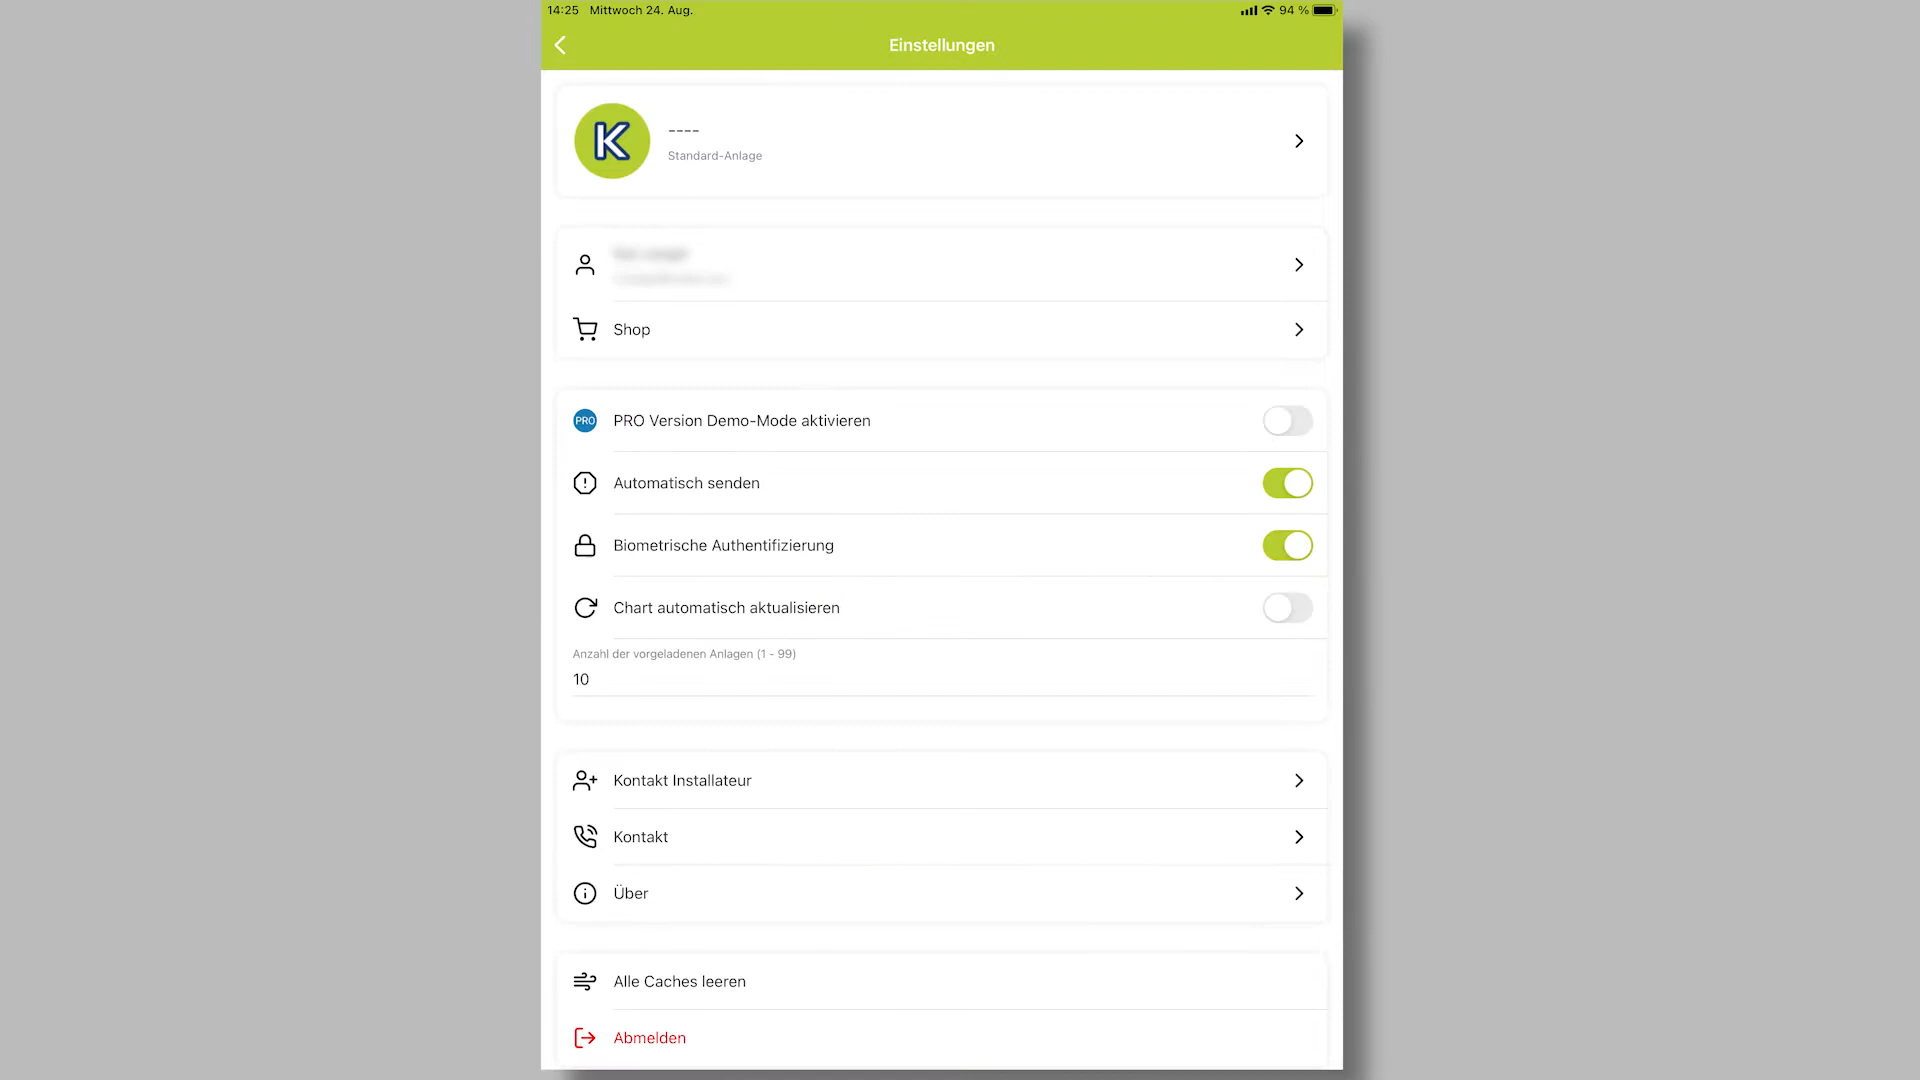 14:25 Mittwoch 24. Aug.
94 %
Einstellungen
K
----
Standard-Anlage
Shop
PRO
PRO Version Demo-Mode aktivieren
Automatisch senden
Biometrische Authentifizierung
Chart automatisch aktualisieren
Anzahl der vorgeladenen Anlagen (1 - 99)
10
Kontakt Installateur
Kontakt
Über
Alle Caches leeren
Abmelden